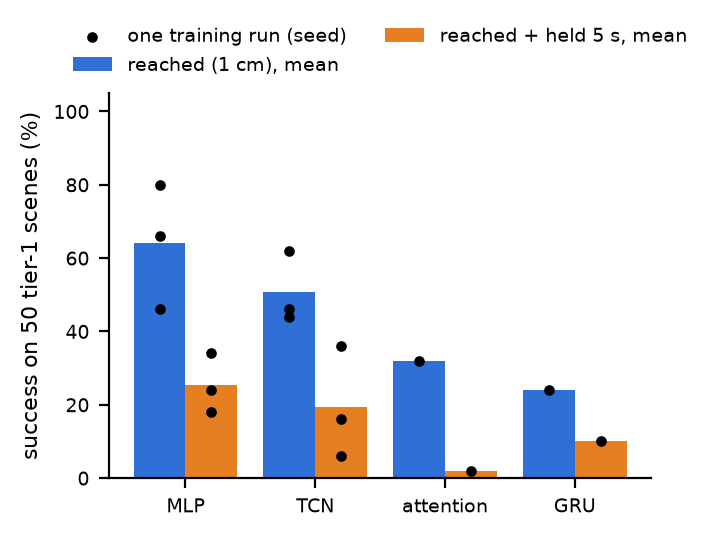 one training run (seed)
reached (1 cm), mean
reached + held 5 s, mean
success on 50 tier-1 scenes (%)
100
80
60
40
20
0
MLP
TCN
attention
GRU